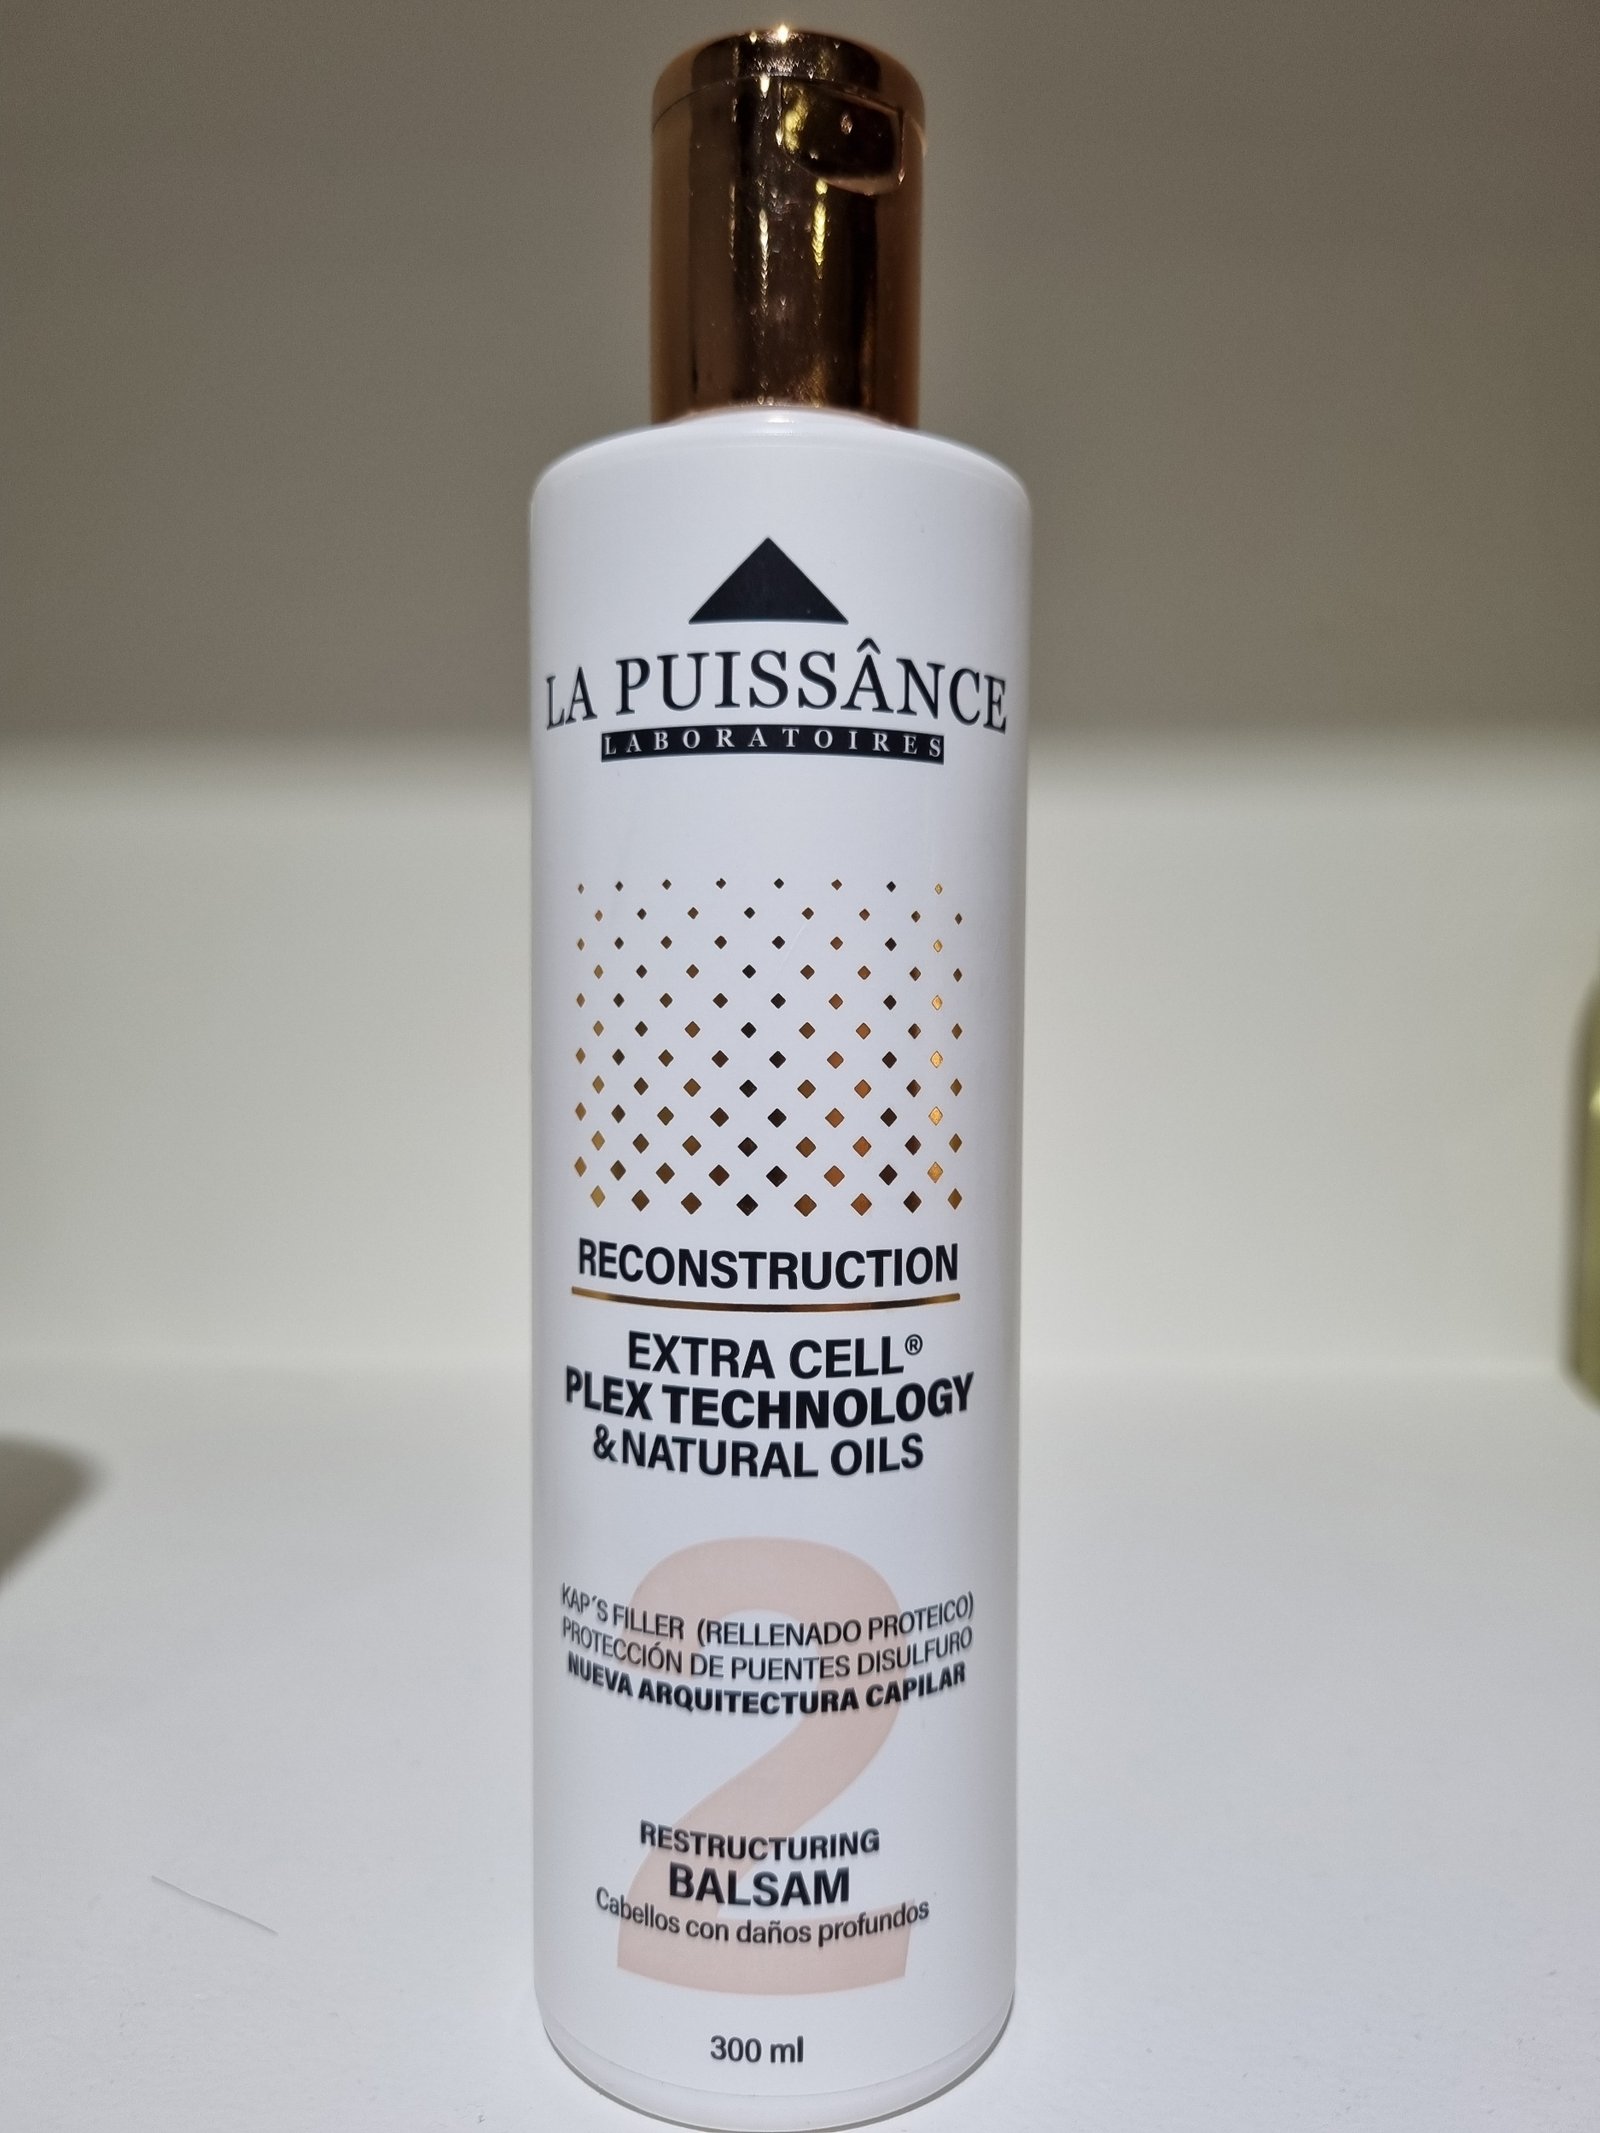 LA PUISSÂNCE
LABORATOIRES
RECONSTRUCTION
EXTRA CELL®
PLEX TECHNOLOGY
&NATURAL OILS
2
KAP´S FILLER (RELLENADO PROTEICO)
PROTECCIÓN DE PUENTES DISULFURO
NUEVA ARQUITECTURA CAPILAR
RESTRUCTURING
BALSAM
Cabellos con daños profundos
300 ml